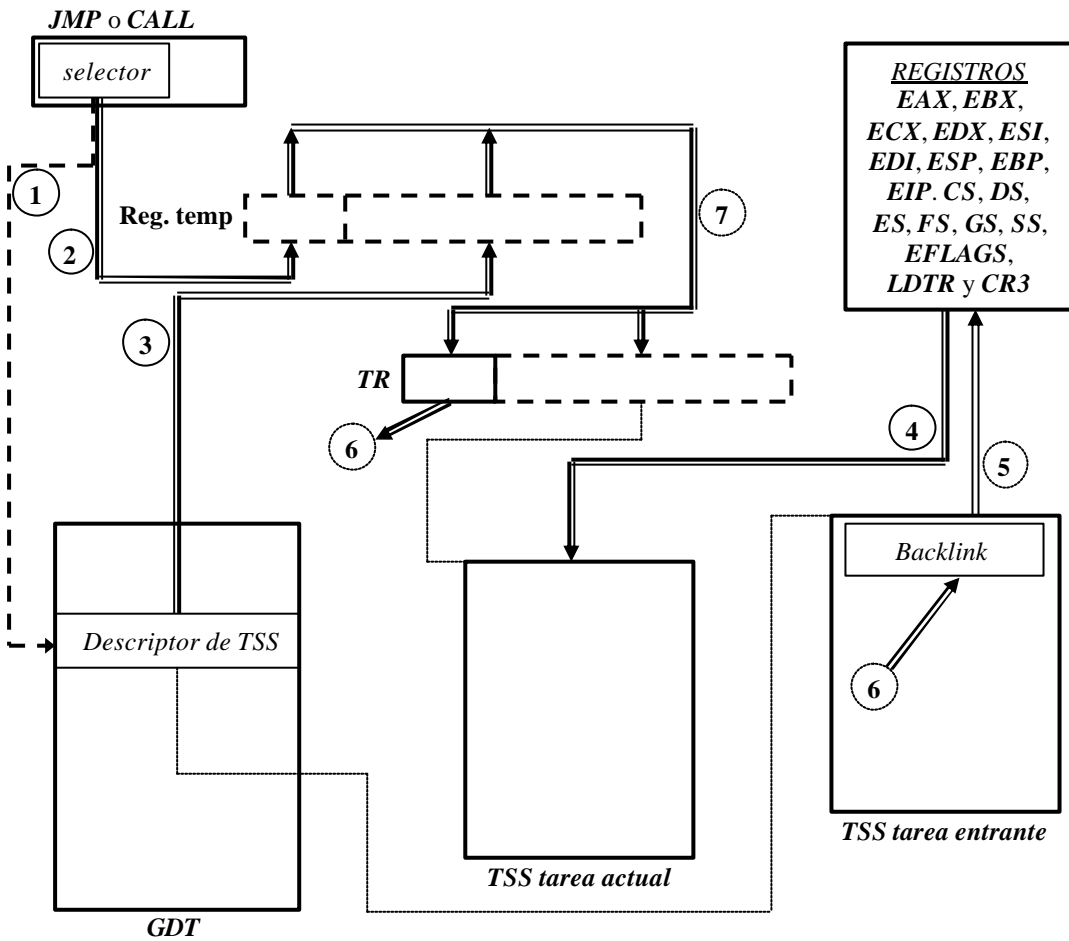 JMP o CALL
selector
1
2
Reg. temp
3
7
REGISTROS
EAX, EBX,
ECX, EDX, ESI,
EDI, ESP, EBP,
EIP. CS, DS,
ES, FS, GS, SS,
EFLAGS,
LDTR y CR3
TR
6
4
5
Descriptor de TSS
GDT
TSS tarea actual
Backlink
6
TSS tarea entrante